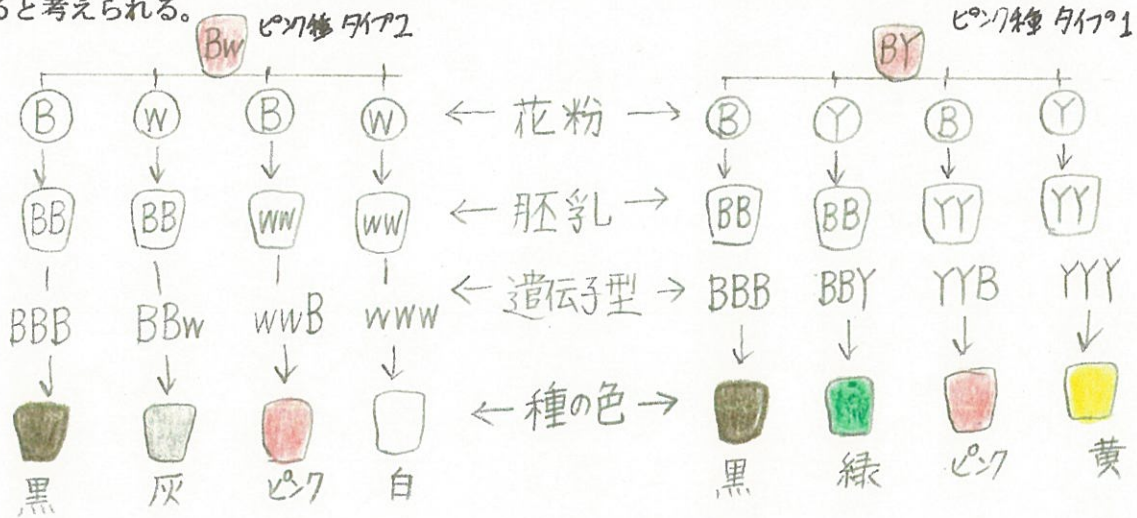 ると考えられる。
Bw ピンク種 タイプ2
BY ピンク種 タイプ1
B w B w ← 花粉 → B Y B Y
BB BB ww ww ← 胚乳 → BB BB YY YY
BBB BBw wwB www ← 遺伝子型 → BBB BBY YYB YYY
← 種の色 →
黒 灰 ピンク 白 黒 緑 ピンク 黄